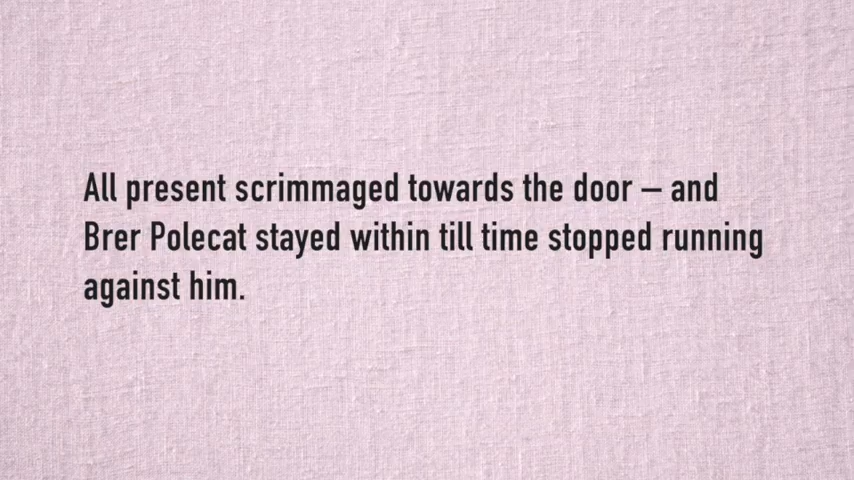 All present scrimmaged towards the door – and
Brer Polecat stayed within till time stopped running
against him.